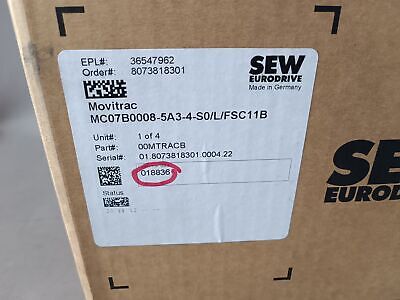 EPL#: 36547962
Order#: 8073818301
SEW
EURODRIVE
Made in Germany
Movitrac
MC07B0008-5A3-4-S0/L/FSC11B
Unit#: 1 of 4
Part#: 00MTRACB
Serial#: 01.8073818301.0004.22
018836
Status
SEW
EURODRIVE